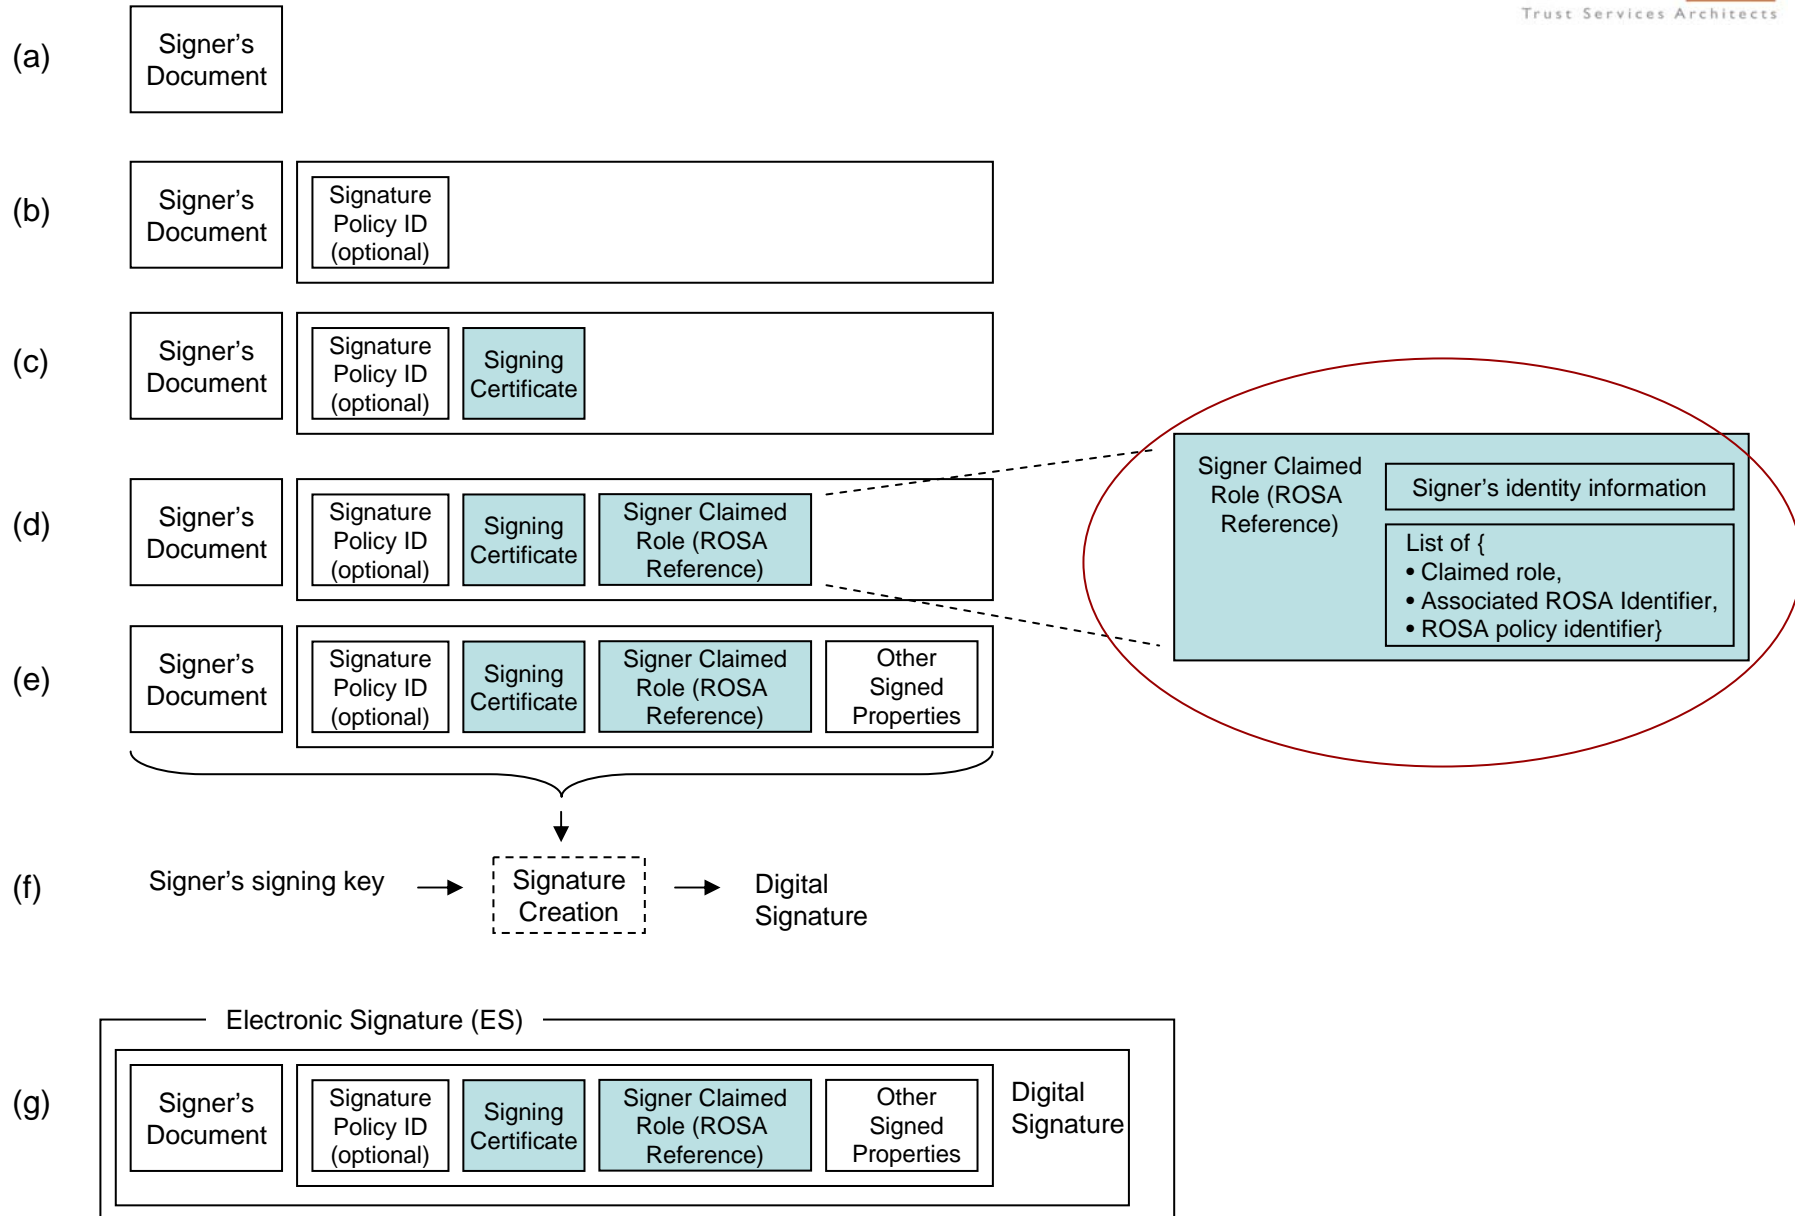 Trust Services Architects
(a)
Signer’s
Document
(b)
Signer’s
Document
Signature
Policy ID
(optional)
(c)
Signer’s
Document
Signature
Policy ID
(optional)
Signing
Certificate
(d)
Signer’s
Document
Signature
Policy ID
(optional)
Signing
Certificate
Signer Claimed
Role (ROSA
Reference)
Signer Claimed
Role (ROSA
Reference)
Signer’s identity information
List of {
• Claimed role,
• Associated ROSA Identifier,
• ROSA policy identifier}
(e)
Signer’s
Document
Signature
Policy ID
(optional)
Signing
Certificate
Signer Claimed
Role (ROSA
Reference)
Other
Signed
Properties
(f)
Signer’s signing key
Signature
Creation
Digital
Signature
Electronic Signature (ES)
(g)
Signer’s
Document
Signature
Policy ID
(optional)
Signing
Certificate
Signer Claimed
Role (ROSA
Reference)
Other
Signed
Properties
Digital
Signature